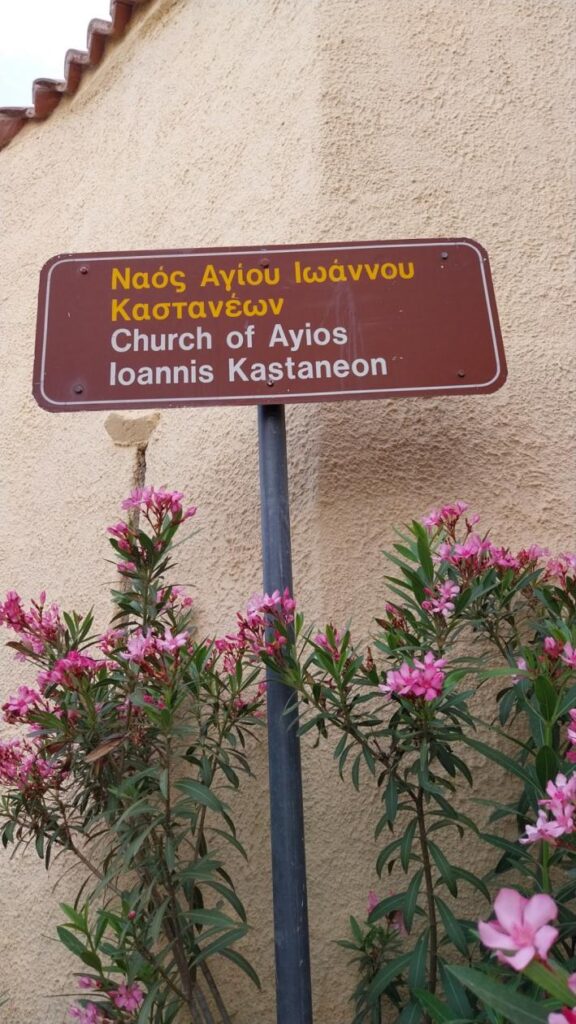 Ναός Αγίου Ιωάννου
Καστανέων
Church of Ayios
Ioannis Kastaneon